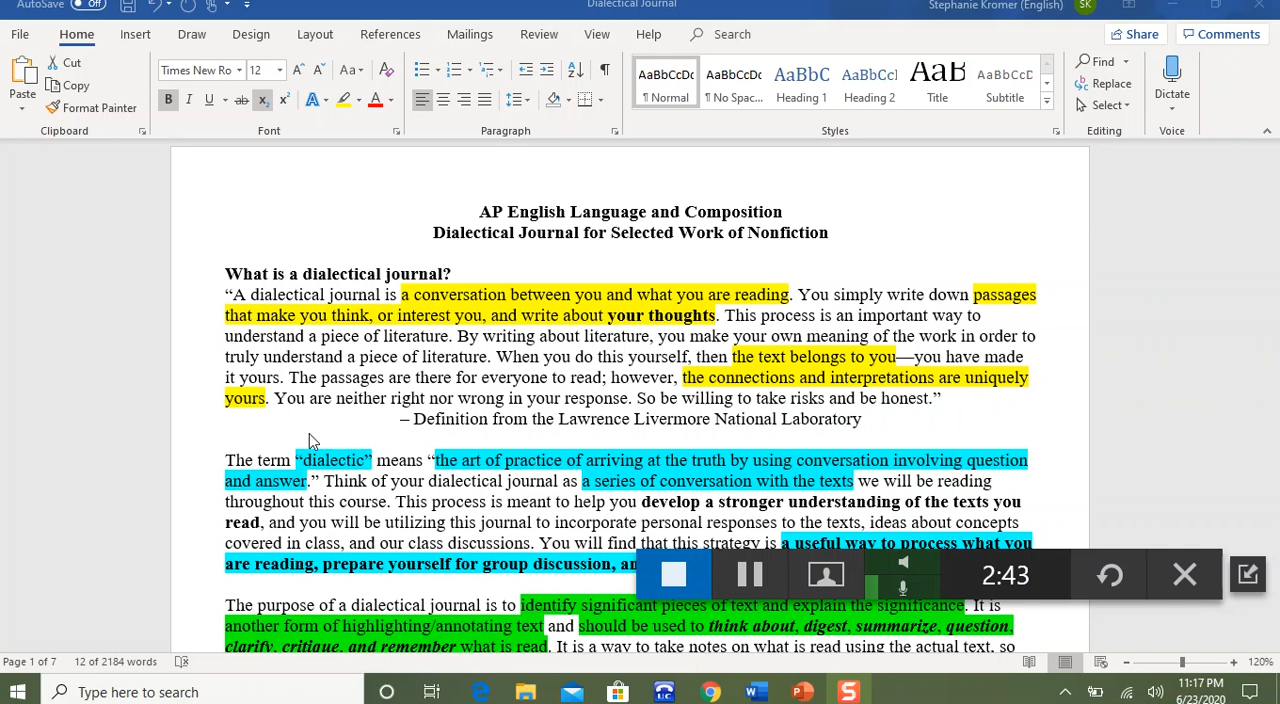 AutoSave Off Dialectical Journal Stephanie Kromer (English) SK
File Home Insert Draw Design Layout References Mailings Review View Help Search Share Comments
Paste Cut Copy Format Painter Clipboard
Times New Ro 12 Font
Paragraph
AaBbCcDc AaBbCcDc AaBbC AaBbCcI AaB AaBbCcD
¶ Normal ¶ No Spac... Heading 1 Heading 2 Title Subtitle
Styles
Find Replace Select Editing
Dictate Voice
AP English Language and Composition
Dialectical Journal for Selected Work of Nonfiction
What is a dialectical journal?
“A dialectical journal is a conversation between you and what you are reading. You simply write down passages
that make you think, or interest you, and write about your thoughts. This process is an important way to
understand a piece of literature. By writing about literature, you make your own meaning of the work in order to
truly understand a piece of literature. When you do this yourself, then the text belongs to you—you have made
it yours. The passages are there for everyone to read; however, the connections and interpretations are uniquely
yours. You are neither right nor wrong in your response. So be willing to take risks and be honest.”
– Definition from the Lawrence Livermore National Laboratory
The term “dialectic” means “the art of practice of arriving at the truth by using conversation involving question
and answer.” Think of your dialectical journal as a series of conversation with the texts we will be reading
throughout this course. This process is meant to help you develop a stronger understanding of the texts you
read, and you will be utilizing this journal to incorporate personal responses to the texts, ideas about concepts
covered in class, and our class discussions. You will find that this strategy is a useful way to process what you
are reading, prepare yourself for group discussion, an
2:43
The purpose of a dialectical journal is to identify significant pieces of text and explain the significance. It is
another form of highlighting/annotating text and should be used to think about, digest, summarize, question,
clarify, critique, and remember what is read. It is a way to take notes on what is read using the actual text, so
Page 1 of 7 12 of 2184 words 120%
Type here to search
11:17 PM
6/23/2020